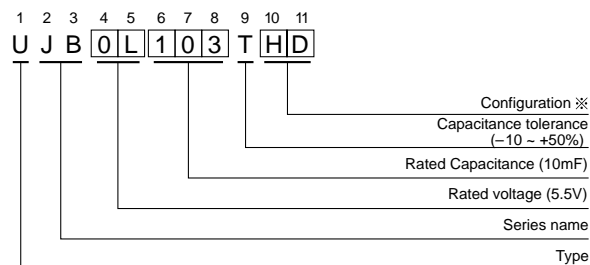 1 2 3 4 5 6 7 8 9 10 11
U J B 0 L 1 0 3 T H D
Configuration ※
Capacitance tolerance
(−10 ~ +50%)
Rated Capacitance (10mF)
Rated voltage (5.5V)
Series name
Type